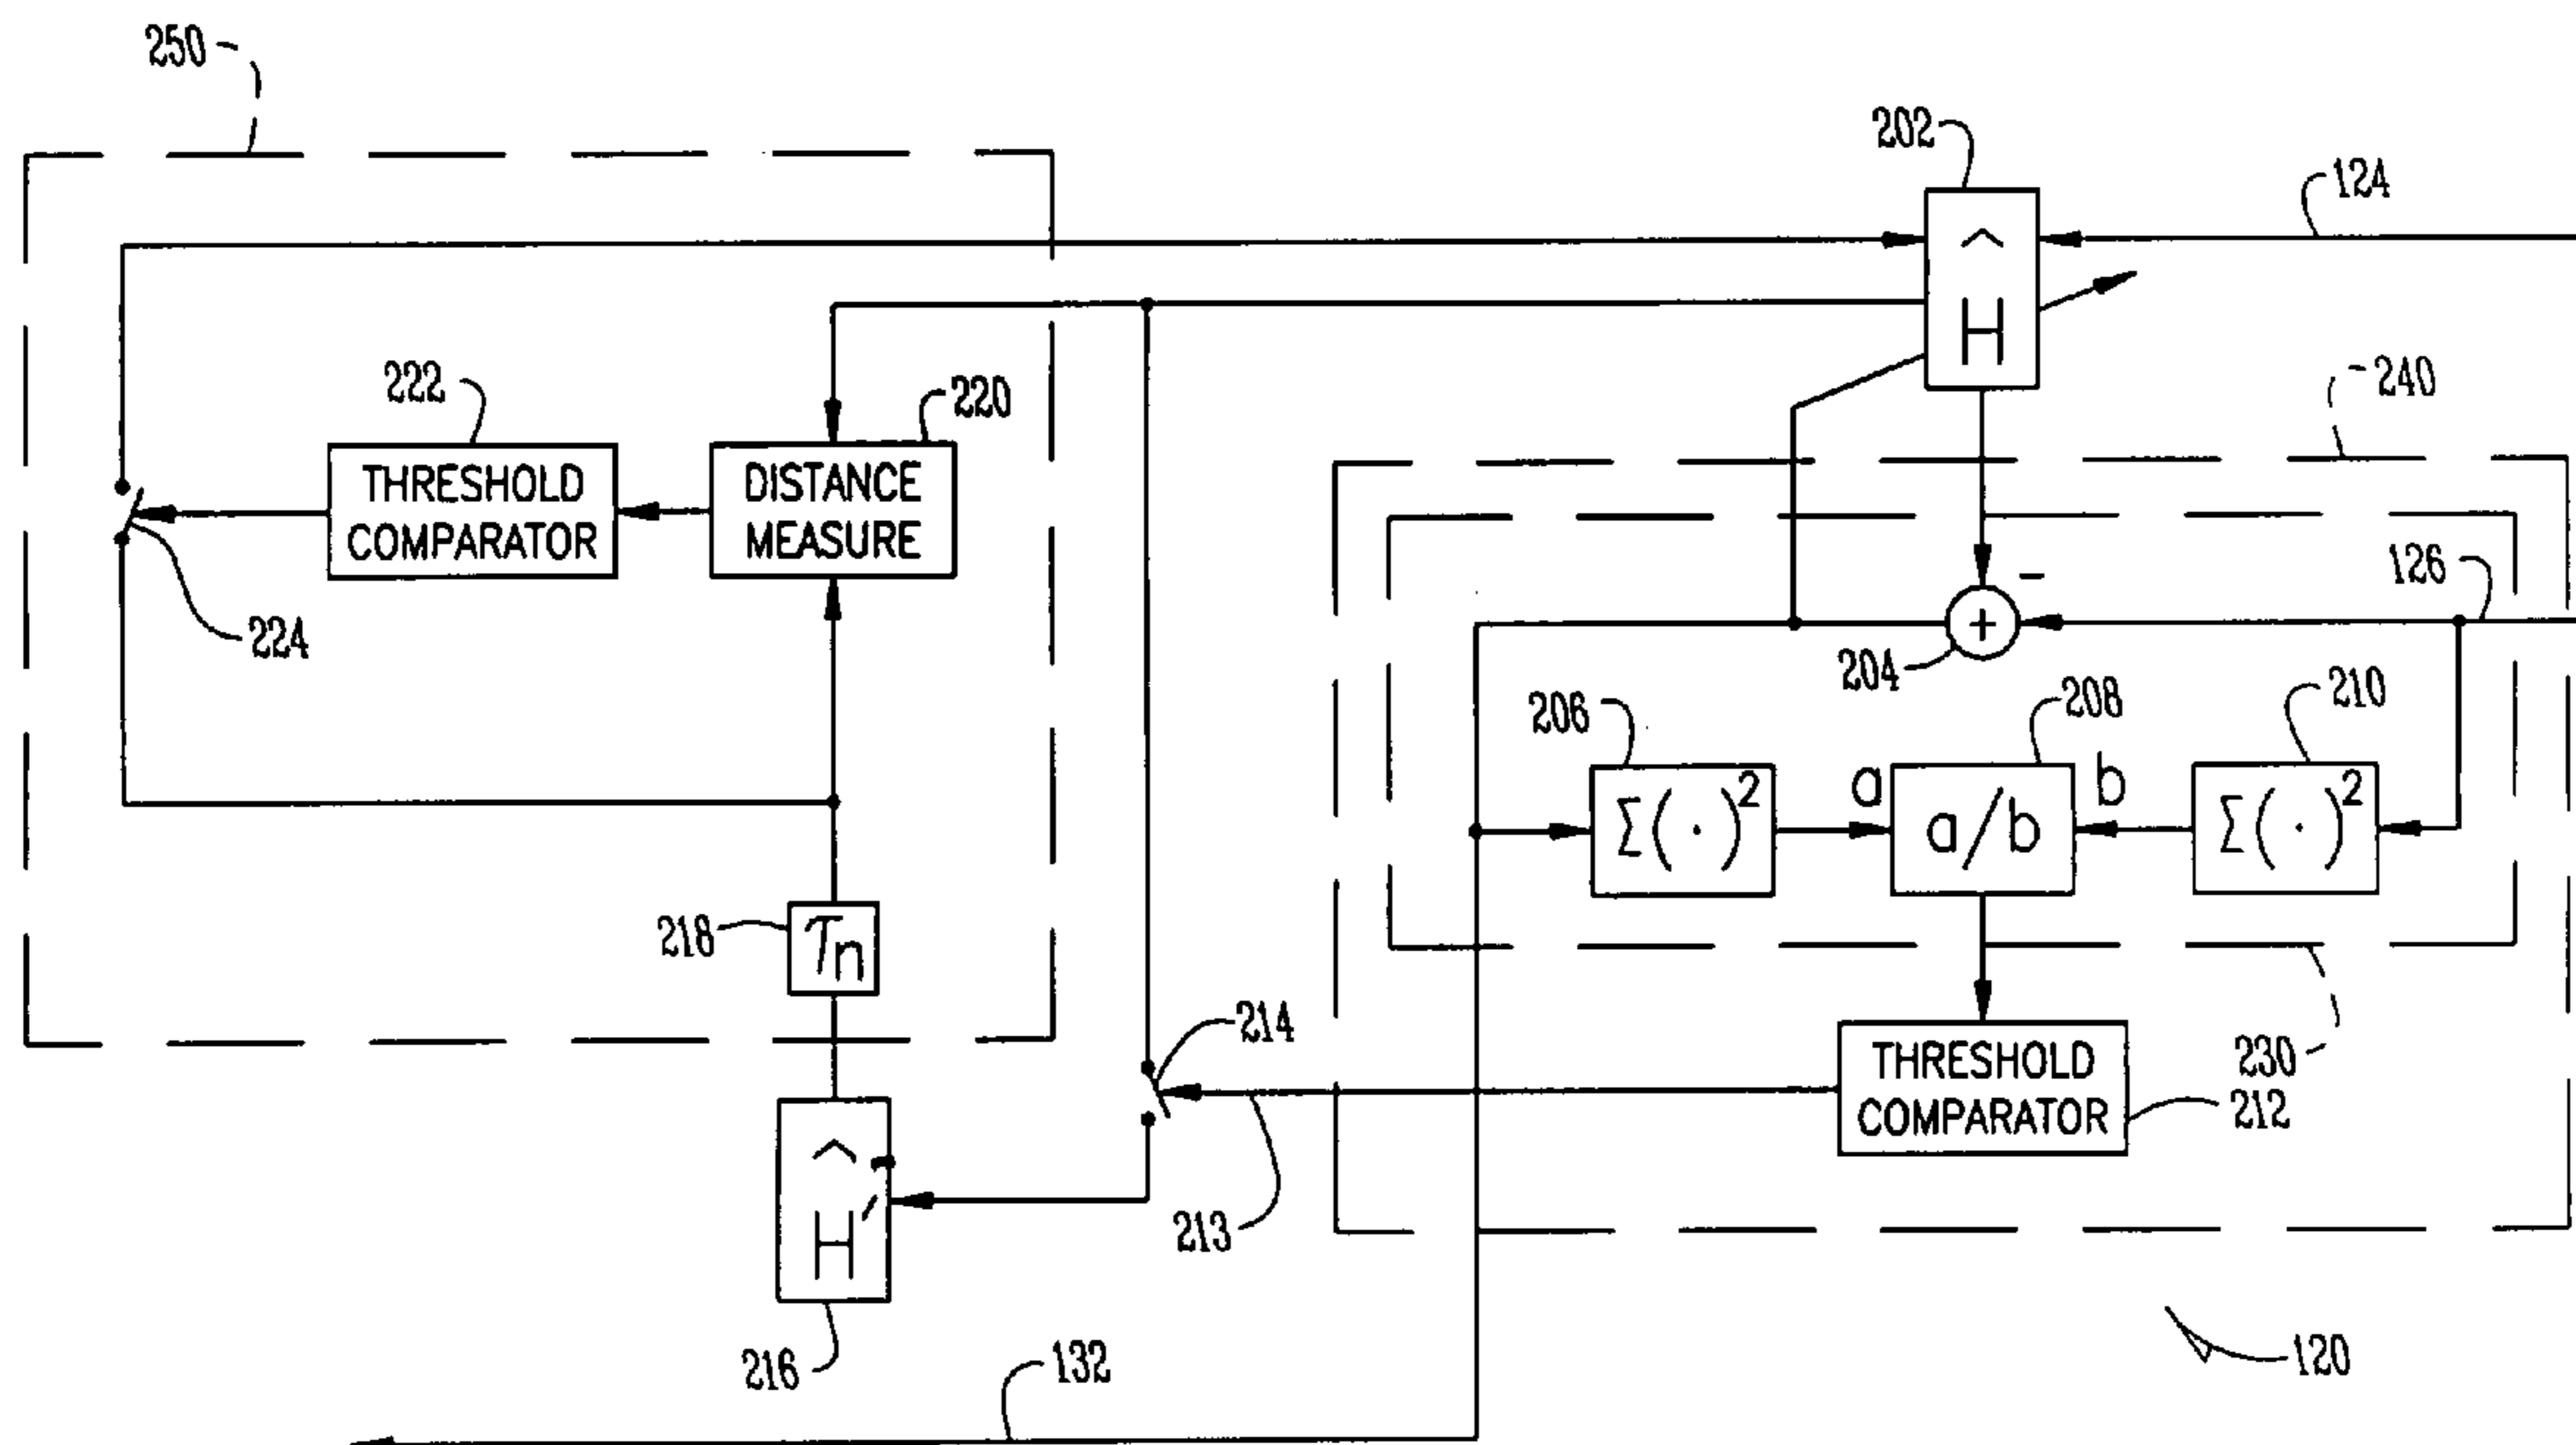 250
202
124
^
H
240
222
220
THRESHOLD
COMPARATOR
DISTANCE
MEASURE
126
−
+
224
204
206
208
210
a
b
Σ(·)²
a/b
Σ(·)²
218
τn
214
THRESHOLD
COMPARATOR
230
212
Ĥ'
213
216
132
120